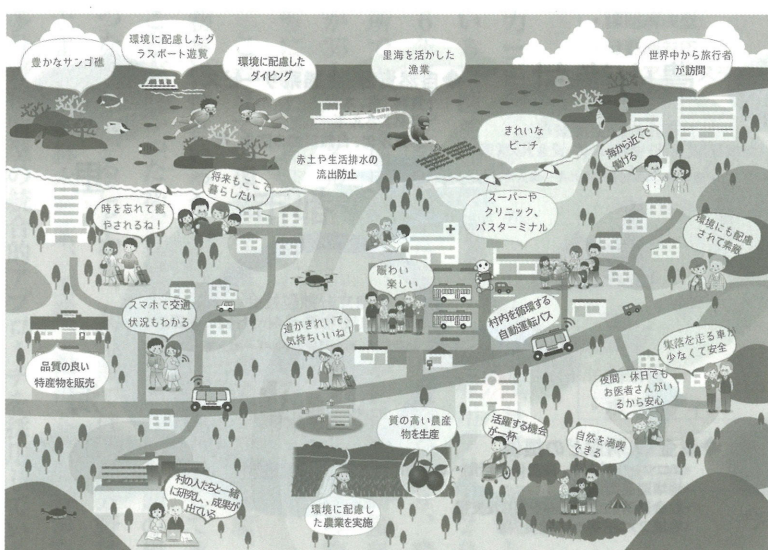 豊かなサンゴ礁
環境に配慮したグ
ラスボート遊覧
環境に配慮した
ダイビング
里海を活かした
漁業
世界中から旅行者
が訪問
きれいな
ビーチ
海から近くで
働ける
赤土や生活排水の
流出防止
将来もここで
暮らしたい
時を忘れて癒
やされるね!
スーパーや
クリニック、
バスターミナル
環境にも配慮
されて素敵
賑わい
楽しい
スマホで交通
状況もわかる
道がきれいで、
気持ちいいね!
村内を循環する
自動運転バス
集落を走る車が
少なくて安全
品質の良い
特産物を販売
夜間・休日でも
お医者さんがい
るから安心
質の高い農産
物を生産
活躍する機会
が一杯
自然を満喫
できる
村の人たちと一緒
に研究し、成果が
出ている
環境に配慮し
た農業を実施